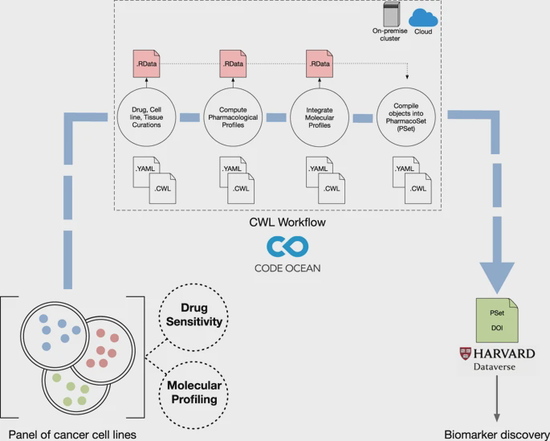 On-premise
cluster
Cloud
.RData
.RData
.RData
Drug, Cell
line, Tissue
Curations
Compute
Pharmacological
Profiles
Integrate
Molecular
Profiles
Compile
objects into
PharmacoSet
(PSet)
.YAML
.CWL
.YAML
.CWL
.YAML
.CWL
.YAML
.CWL
CWL Workflow
CODE OCEAN
Drug
Sensitivity
Molecular
Profiling
PSet
DOI
HARVARD
Dataverse
Panel of cancer cell lines
Biomarker discovery